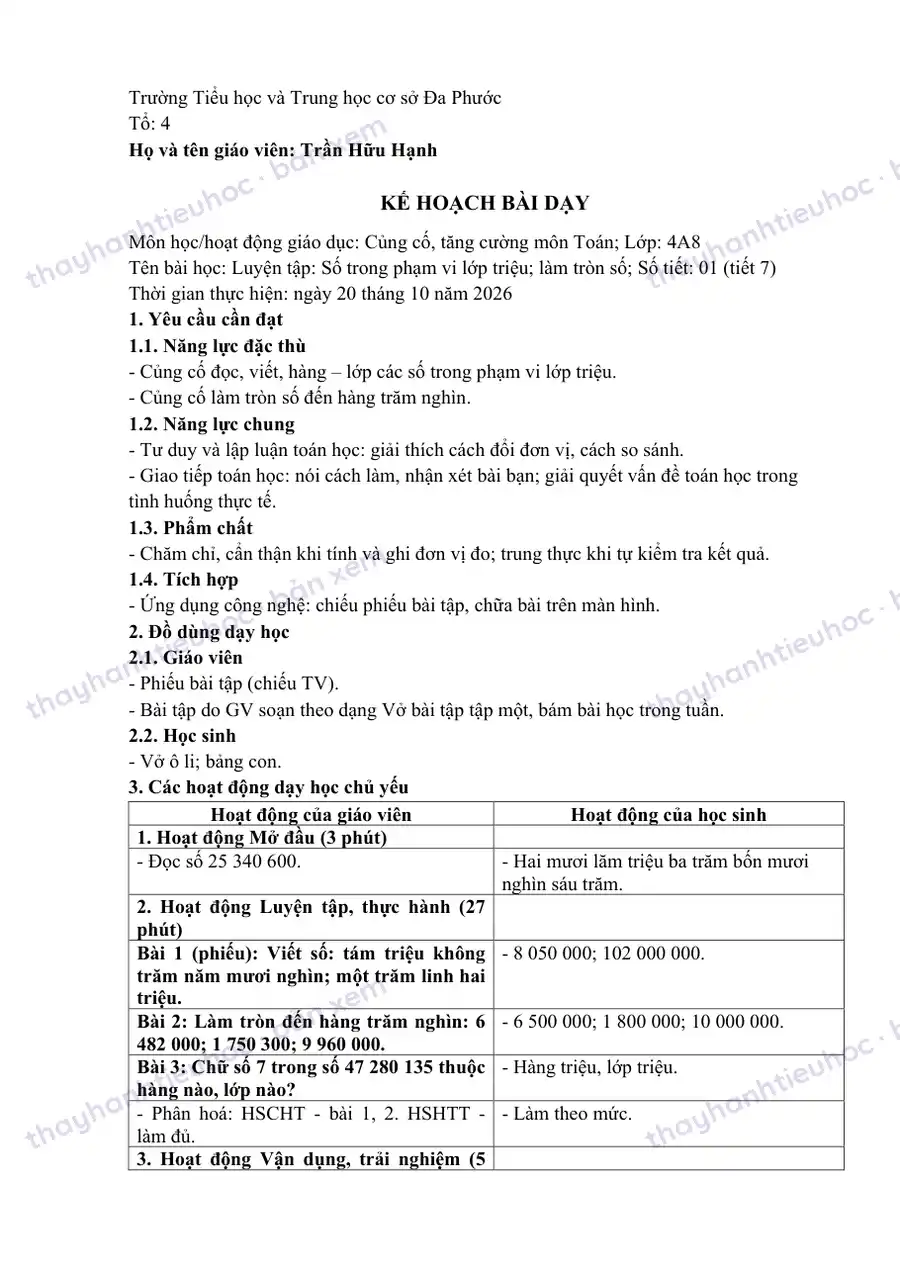 Trường Tiểu học và Trung học cơ sở Đa Phước
Tổ: 4
Họ và tên giáo viên: Trần Hữu Hạnh
KẾ HOẠCH BÀI DẠY
Môn học/hoạt động giáo dục: Củng cố, tăng cường môn Toán; Lớp: 4A8
Tên bài học: Luyện tập: Số trong phạm vi lớp triệu; làm tròn số; Số tiết: 01 (tiết 7)
Thời gian thực hiện: ngày 20 tháng 10 năm 2026
1. Yêu cầu cần đạt
1.1. Năng lực đặc thù
- Củng cố đọc, viết, hàng – lớp các số trong phạm vi lớp triệu.
- Củng cố làm tròn số đến hàng trăm nghìn.
1.2. Năng lực chung
- Tư duy và lập luận toán học: giải thích cách đổi đơn vị, cách so sánh.
- Giao tiếp toán học: nói cách làm, nhận xét bài bạn; giải quyết vấn đề toán học trong
tình huống thực tế.
1.3. Phẩm chất
- Chăm chỉ, cẩn thận khi tính và ghi đơn vị đo; trung thực khi tự kiểm tra kết quả.
1.4. Tích hợp
- Ứng dụng công nghệ: chiếu phiếu bài tập, chữa bài trên màn hình.
2. Đồ dùng dạy học
2.1. Giáo viên
- Phiếu bài tập (chiếu TV).
- Bài tập do GV soạn theo dạng Vở bài tập tập một, bám bài học trong tuần.
2.2. Học sinh
- Vở ô li; bảng con.
3. Các hoạt động dạy học chủ yếu
Hoạt động của giáo viên
Hoạt động của học sinh
1. Hoạt động Mở đầu (3 phút)
- Đọc số 25 340 600.
- Hai mươi lăm triệu ba trăm bốn mươi
nghìn sáu trăm.
2. Hoạt động Luyện tập, thực hành (27
phút)
Bài 1 (phiếu): Viết số: tám triệu không
trăm năm mươi nghìn; một trăm linh hai
triệu.
- 8 050 000; 102 000 000.
Bài 2: Làm tròn đến hàng trăm nghìn: 6
482 000; 1 750 300; 9 960 000.
- 6 500 000; 1 800 000; 10 000 000.
Bài 3: Chữ số 7 trong số 47 280 135 thuộc
hàng nào, lớp nào?
- Hàng triệu, lớp triệu.
- Phân hoá: HSCHT - bài 1, 2. HSHTT -
làm đủ.
- Làm theo mức.
3. Hoạt động Vận dụng, trải nghiệm (5
thayhanhtieuhoc · bản xem
thayhanhtieuhoc · b
thayhanhtieuhoc · bản xem
thayhanhtieuhoc · b
thayhanhtieuhoc · bản xem
thayhanhtieuhoc · b